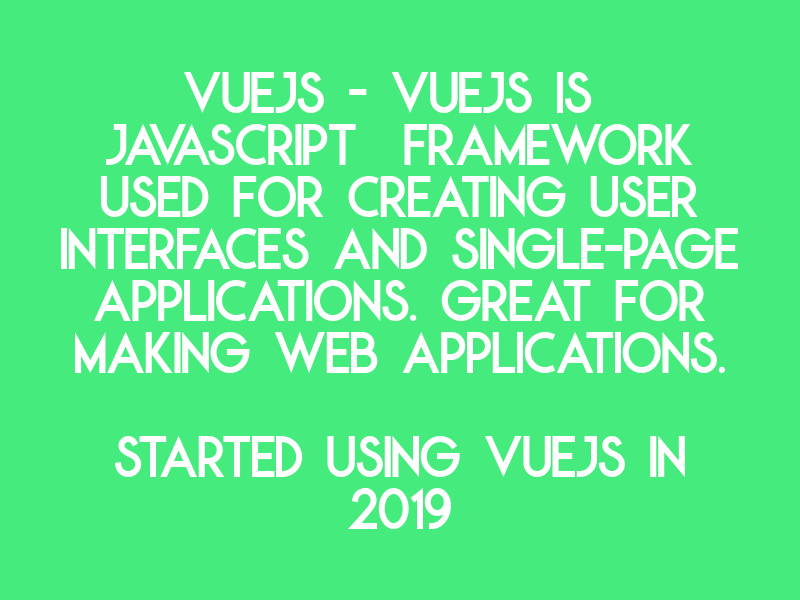 VUEJS - VUEJS IS
JAVASCRIPT FRAMEWORK
USED FOR CREATING USER
INTERFACES AND SINGLE-PAGE
APPLICATIONS. GREAT FOR
MAKING WEB APPLICATIONS.
STARTED USING VUEJS IN
2019